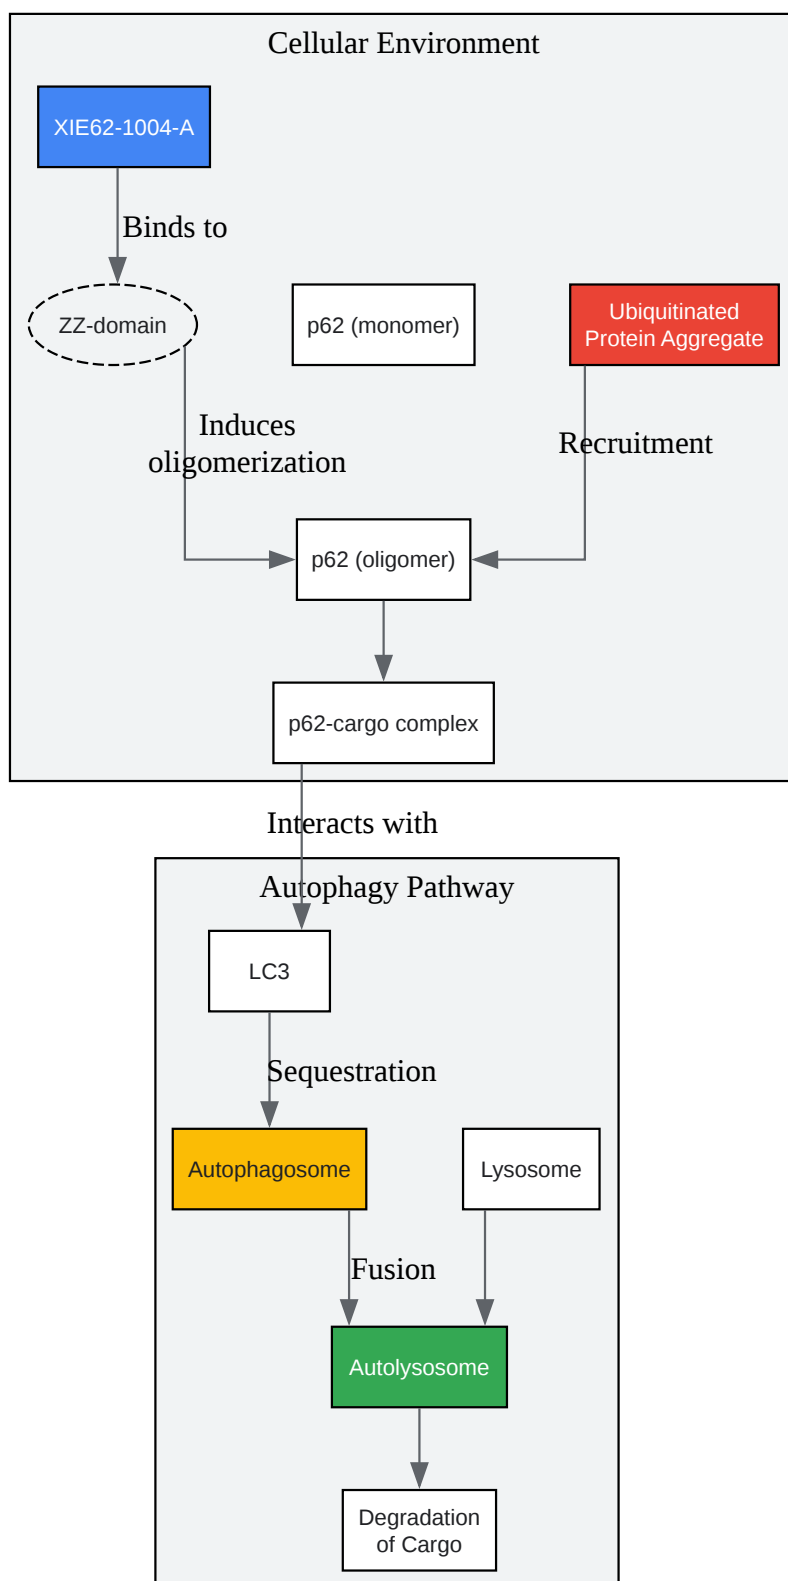 Cellular Environment
XIE62-1004-A
Binds to
ZZ-domain
p62 (monomer)
Ubiquitinated
Protein Aggregate
Induces
oligomerization
Recruitment
p62 (oligomer)
p62-cargo complex
Interacts with
Autophagy Pathway
LC3
Sequestration
Autophagosome
Lysosome
Fusion
Autolysosome
Degradation
of Cargo